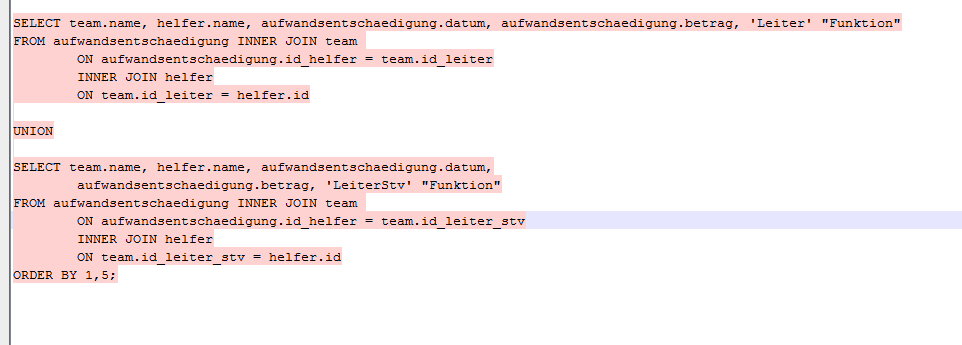 SELECT team.name, helfer.name, aufwandsentschaedigung.datum, aufwandsentschaedigung.betrag, 'Leiter' "Funktion"
FROM aufwandsentschaedigung INNER JOIN team
ON aufwandsentschaedigung.id_helfer = team.id_leiter
INNER JOIN helfer
ON team.id_leiter = helfer.id
UNION
SELECT team.name, helfer.name, aufwandsentschaedigung.datum,
aufwandsentschaedigung.betrag, 'LeiterStv' "Funktion"
FROM aufwandsentschaedigung INNER JOIN team
ON aufwandsentschaedigung.id_helfer = team.id_leiter_stv
INNER JOIN helfer
ON team.id_leiter_stv = helfer.id
ORDER BY 1,5;